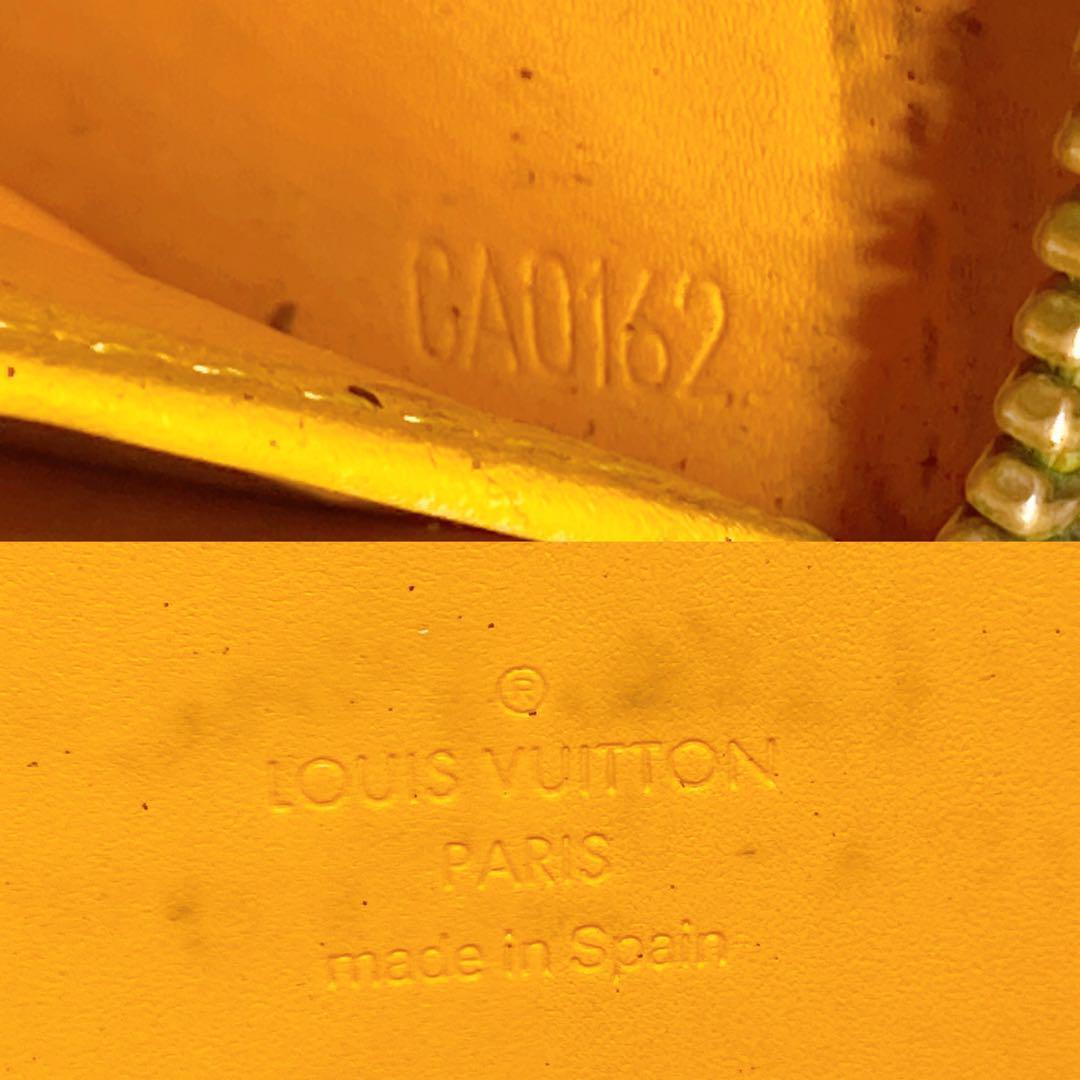 CA0162
®
LOUIS VUITTON
PARIS
made in Spain